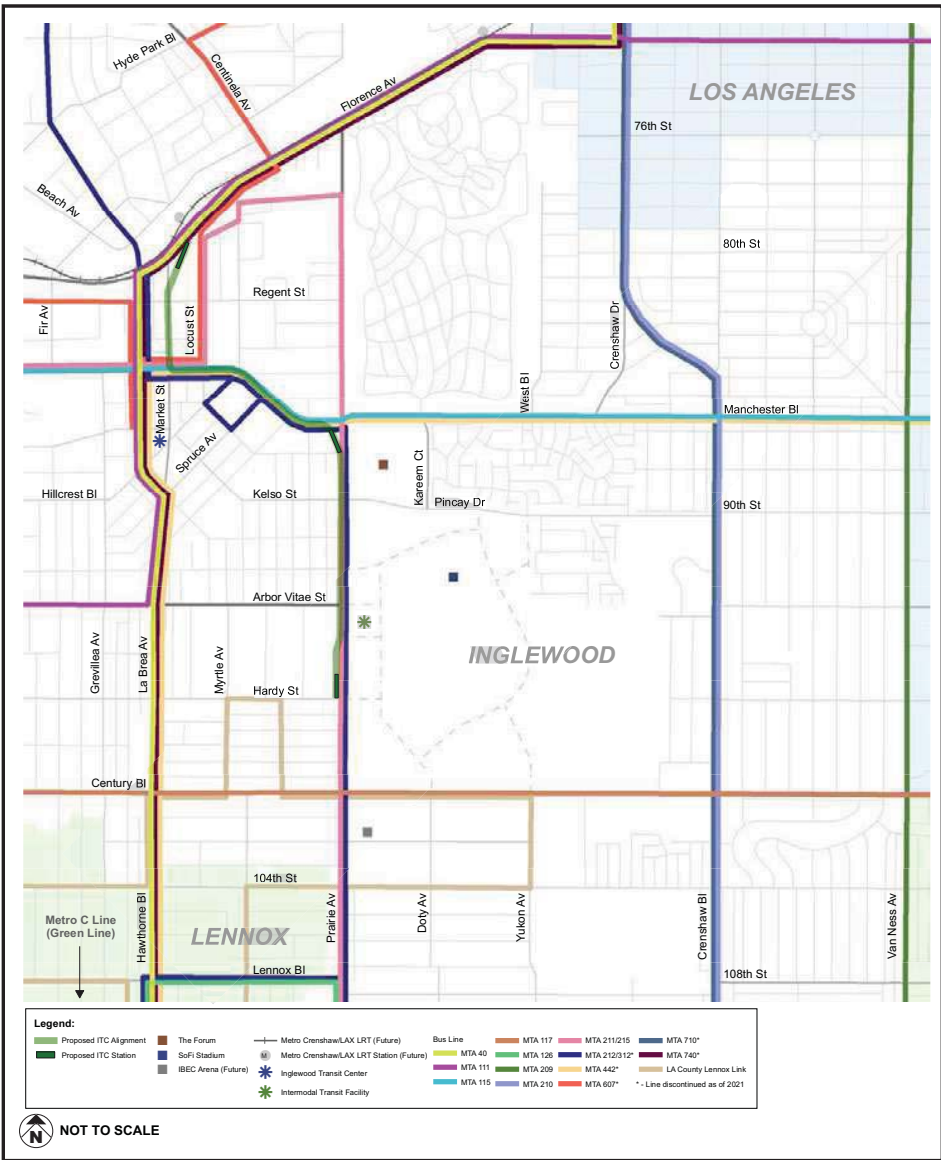 Hyde Park Bl
Centinela Av
Florence Av
LOS ANGELES
76th St
Beach Av
80th St
Regent St
Fir Av
Locust St
Crenshaw Dr
West Bl
Market St
Manchester Bl
Spruce Av
Hillcrest Bl
Kelso St
Kareem Ct
Pincay Dr
90th St
Arbor Vitae St
Grevillea Av
La Brea Av
Myrtle Av
INGLEWOOD
Hardy St
Century Bl
104th St
Metro C Line
(Green Line)
Hawthorne Bl
LENNOX
Prairie Av
Doty Av
Yukon Av
Crenshaw Bl
Van Ness Av
Lennox Bl
108th St
Legend:
Proposed ITC Alignment
Proposed ITC Station
The Forum
SoFi Stadium
IBEC Arena (Future)
Metro Crenshaw/LAX LRT (Future)
M Metro Crenshaw/LAX LRT Station (Future)
Inglewood Transit Center
Intermodal Transit Facility
Bus Line
MTA 40
MTA 111
MTA 115
MTA 117
MTA 126
MTA 209
MTA 210
MTA 211/215
MTA 212/312*
MTA 442*
MTA 607*
MTA 710*
MTA 740*
LA County Lennox Link
* - Line discontinued as of 2021
N NOT TO SCALE